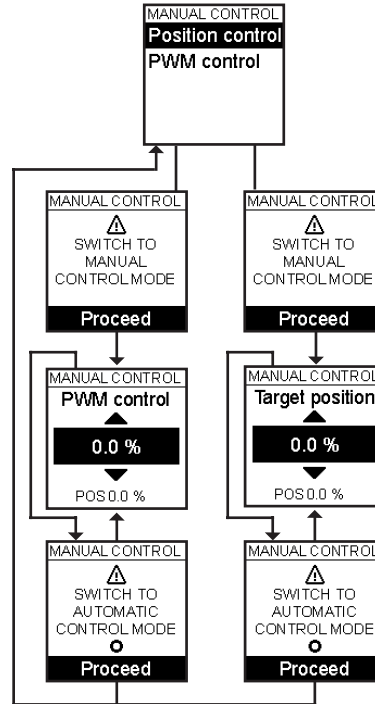 MANUAL CONTROL
Position control
PWM control
MANUAL CONTROL
SWITCH TO
MANUAL
CONTROL MODE
Proceed
MANUAL CONTROL
SWITCH TO
MANUAL
CONTROL MODE
Proceed
MANUAL CONTROL
PWM control
0.0 %
POS 0.0 %
MANUAL CONTROL
Target position
0.0 %
POS 0.0 %
MANUAL CONTROL
SWITCH TO
AUTOMATIC
CONTROL MODE
Proceed
MANUAL CONTROL
SWITCH TO
AUTOMATIC
CONTROL MODE
Proceed